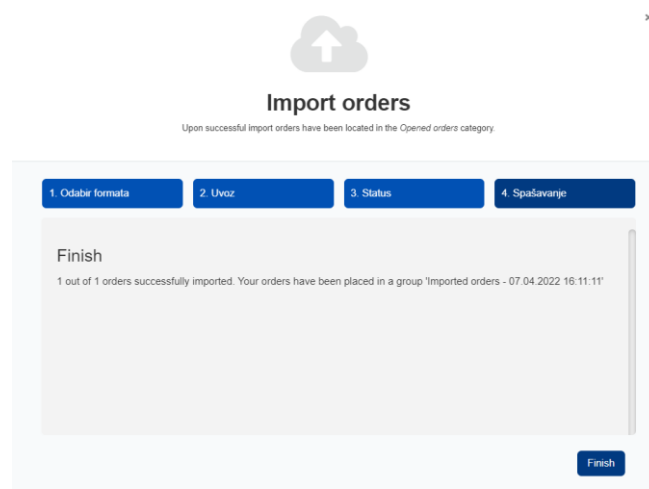 Import orders
Upon successful import orders have been located in the Opened orders category.
1. Odabir formata
2. Uvoz
3. Status
4. Spašavanje
Finish
1 out of 1 orders successfully imported. Your orders have been placed in a group 'Imported orders - 07.04.2022 16:11:11'
Finish